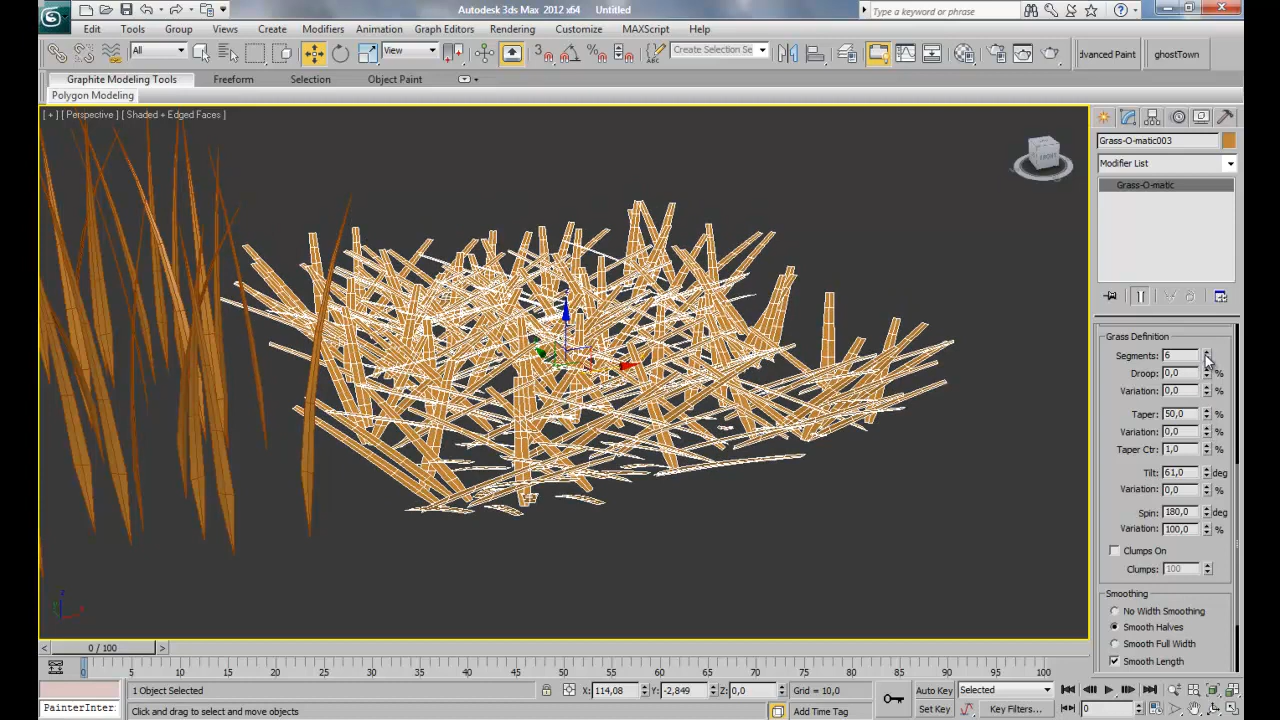 Autodesk 3ds Max 2012 x64 Untitled
Type a keyword or phrase
Edit Tools Group Views Create Modifiers Animation Graph Editors Rendering Customize MAXScript Help
All View 3 Create Selection Se dvanced Paint ghostTown
Graphite Modeling Tools Freeform Selection Object Paint
Polygon Modeling
[ + ] [ Perspective ] [ Shaded + Edged Faces ]
FRONT
Grass-O-matic003
Modifier List
Grass-O-matic
Grass Definition
Segments: 6
Droop: 0,0 %
Variation: 0,0 %
Taper: 50,0 %
Variation: 0,0 %
Taper Ctr: 1,0 %
Tilt: 61,0 deg
Variation: 0,0 %
Spin: 180,0 deg
Variation: 100,0 %
Clumps On
Clumps: 100
Smoothing
No Width Smoothing
Smooth Halves
Smooth Full Width
Smooth Length
z
x
< 0 / 100 >
0 5 10 15 20 25 30 35 40 45 50 55 60 65 70 75 80 85 90 95 100
1 Object Selected X: 114,08 Y: -2,849 Z: 0,0 Grid = 10,0 Auto Key Selected
PainterInter: Click and drag to select and move objects Add Time Tag Set Key Key Filters... 0